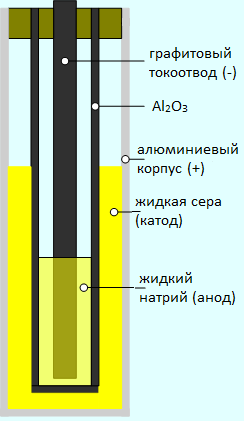 графитовый
токоотвод (-)
Al₂O₃
алюминиевый
корпус (+)
жидкая сера
(катод)
жидкий
натрий (анод)